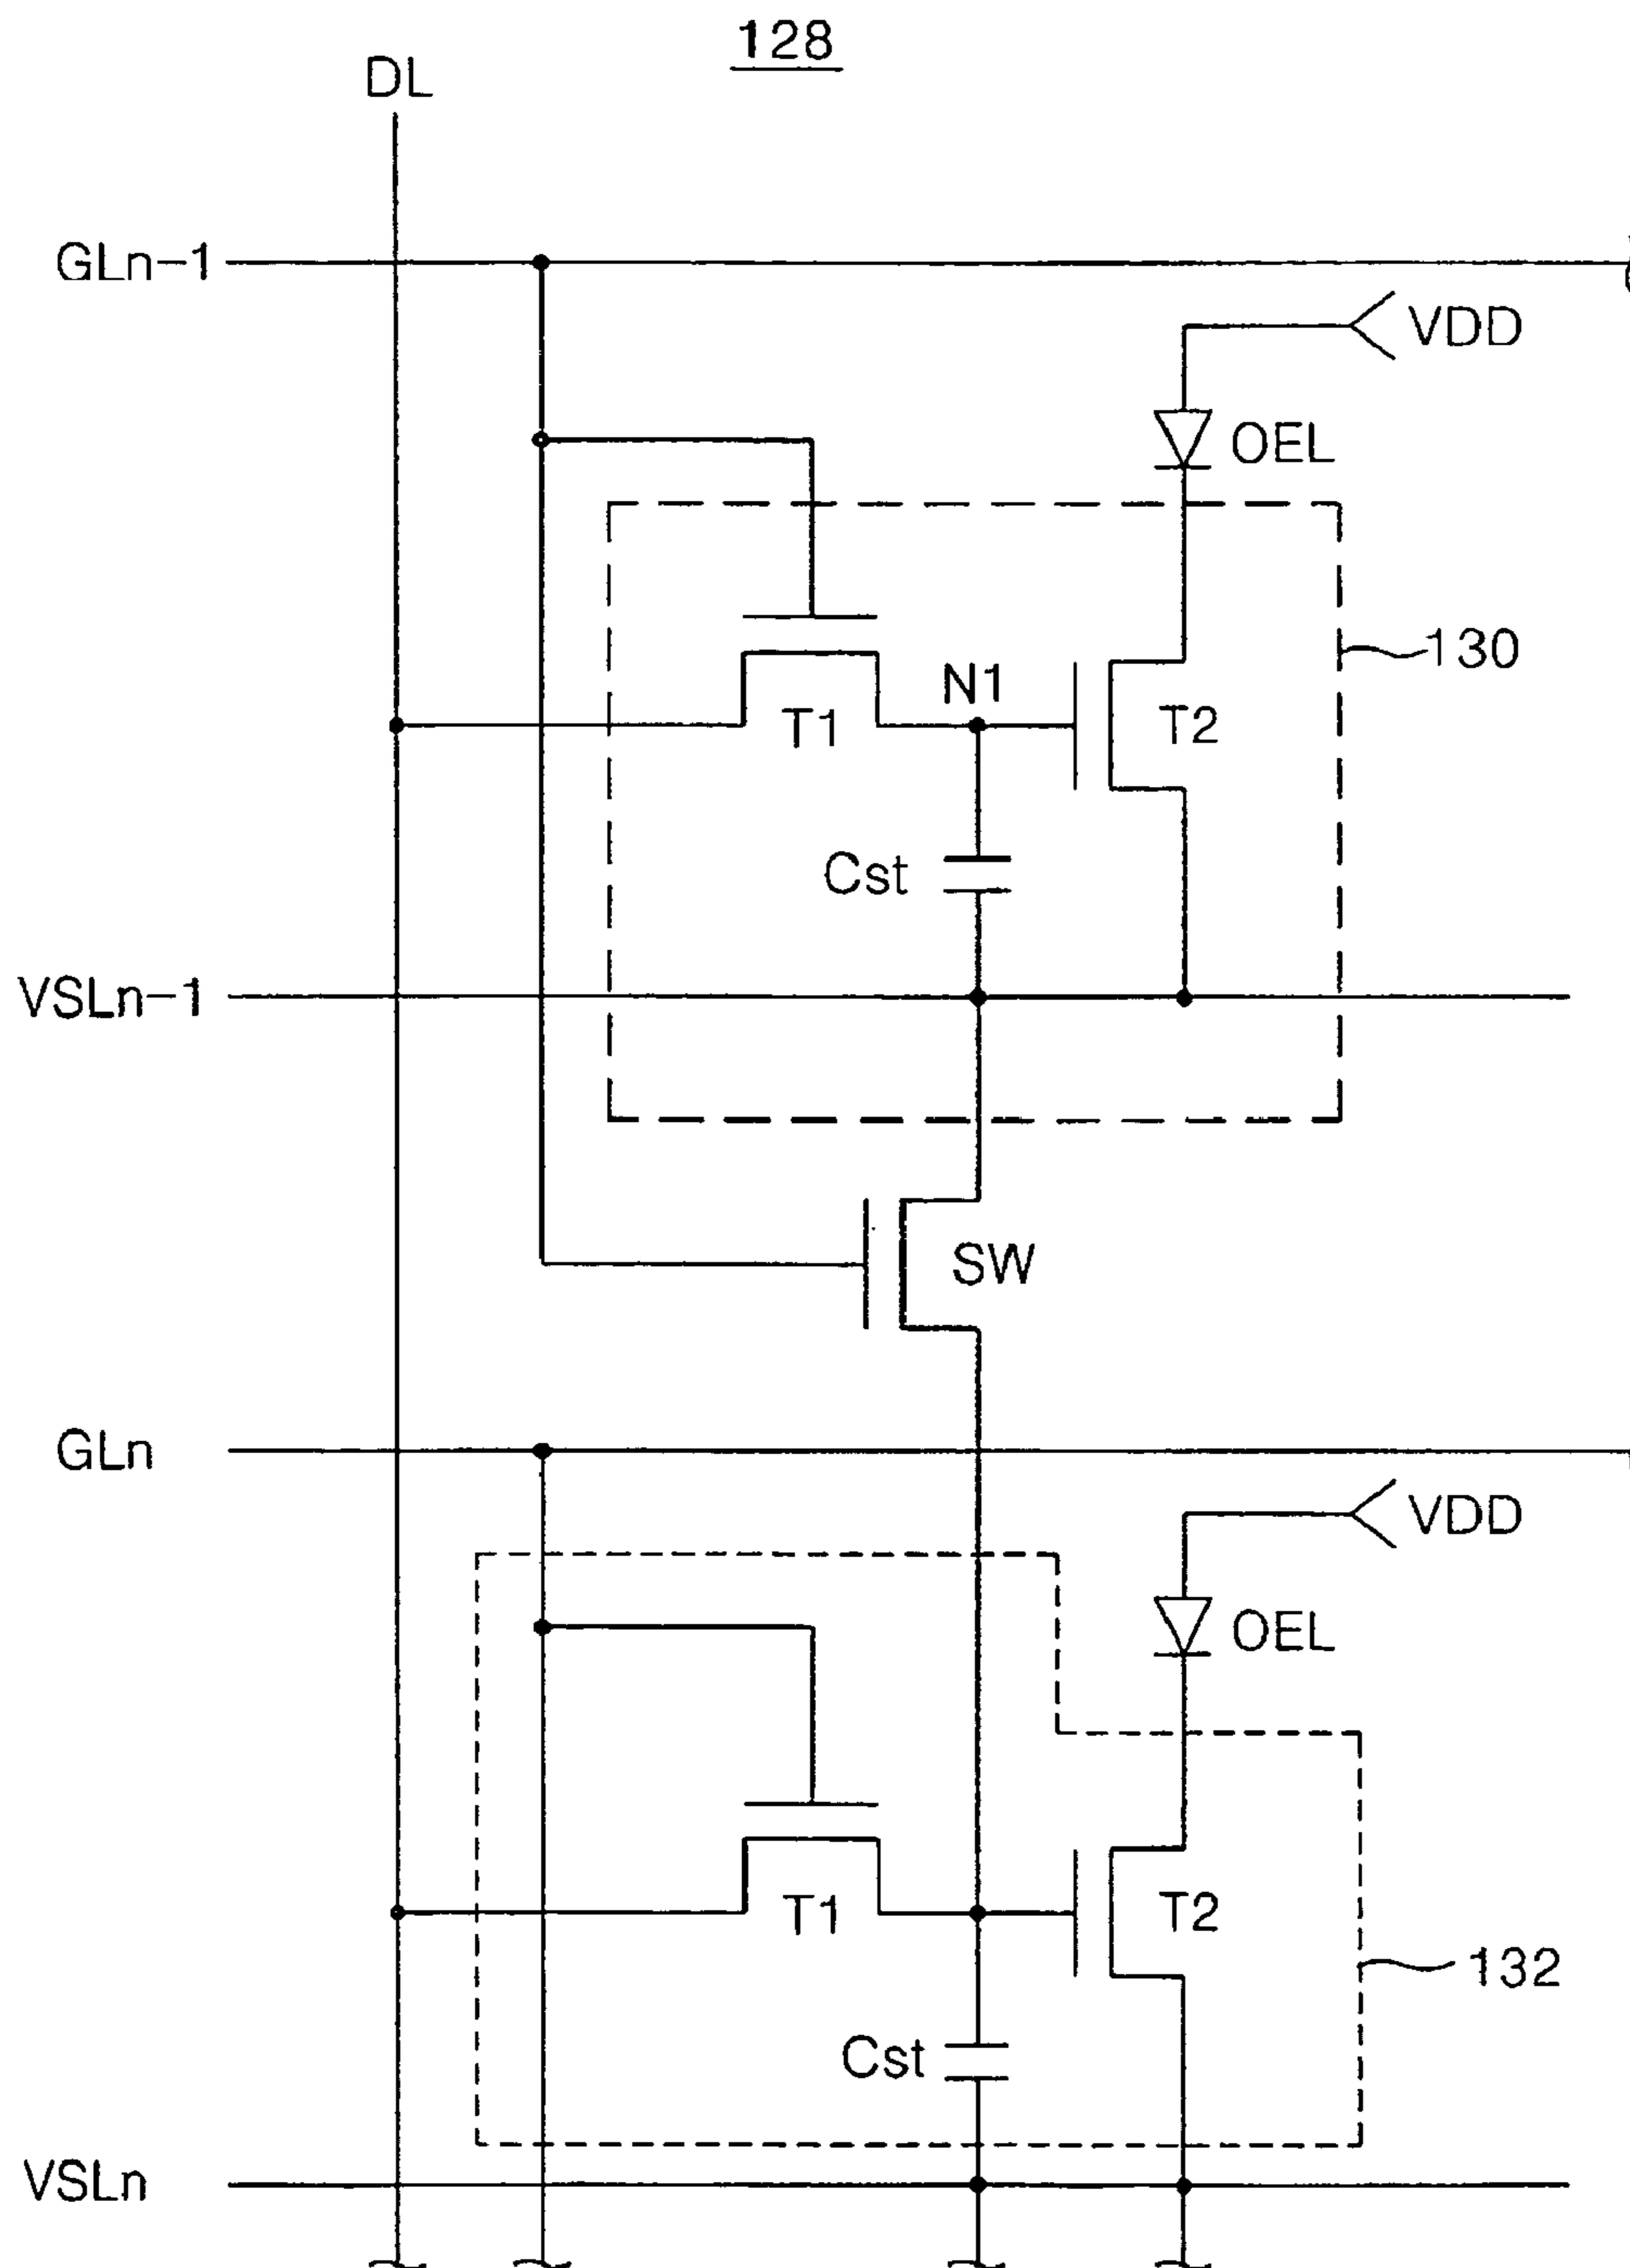 128
DL
GLn-1
VDD
OEL
130
N1
T1
T2
Cst
VSLn-1
SW
GLn
VDD
OEL
T1
T2
132
Cst
VSLn